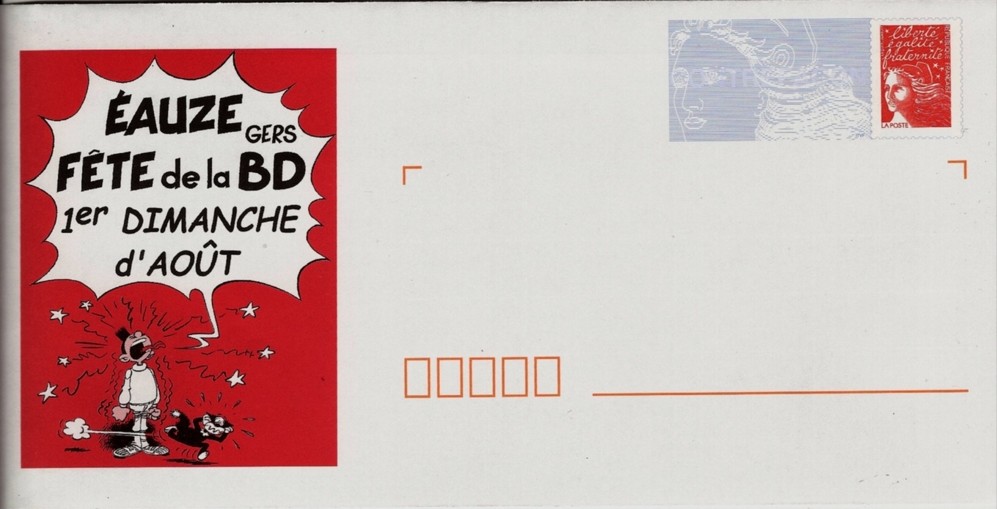 ÉAUZE GERS
FÊTE de la BD
1er DIMANCHE
d'AOÛT
liberté
égalité
fraternité
LA POSTE